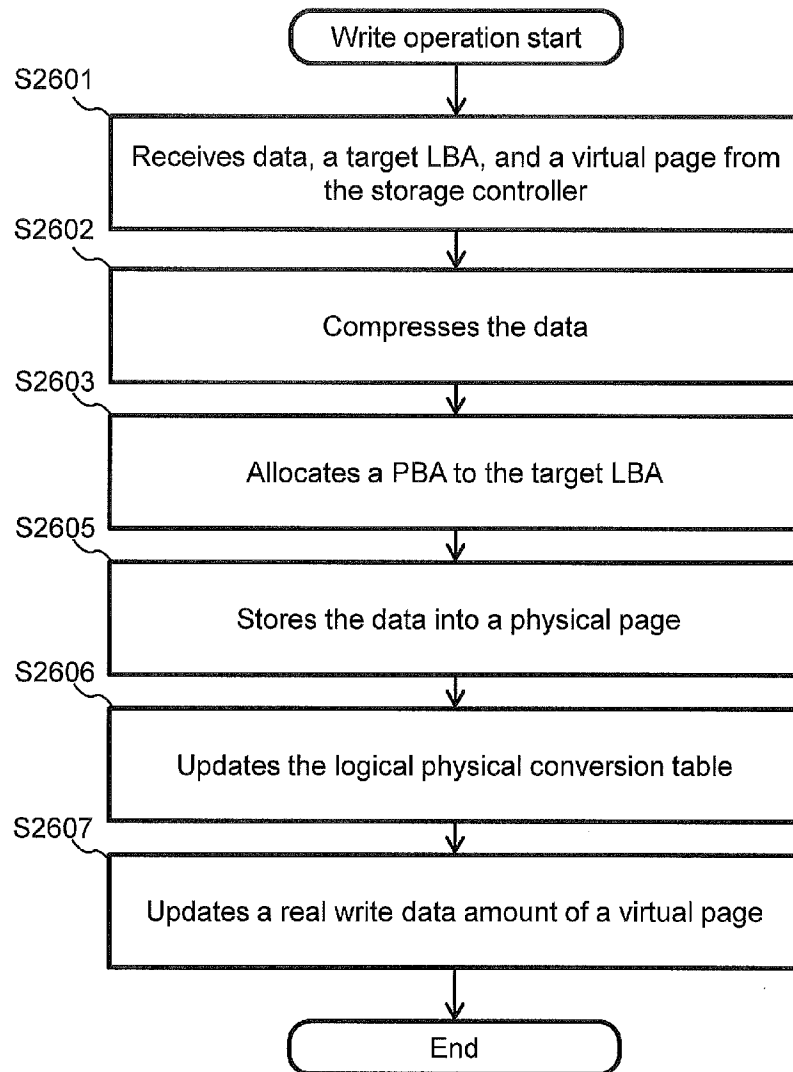 Write operation start
S2601
Receives data, a target LBA, and a virtual page from
the storage controller
S2602
Compresses the data
S2603
Allocates a PBA to the target LBA
S2605
Stores the data into a physical page
S2606
Updates the logical physical conversion table
S2607
Updates a real write data amount of a virtual page
End